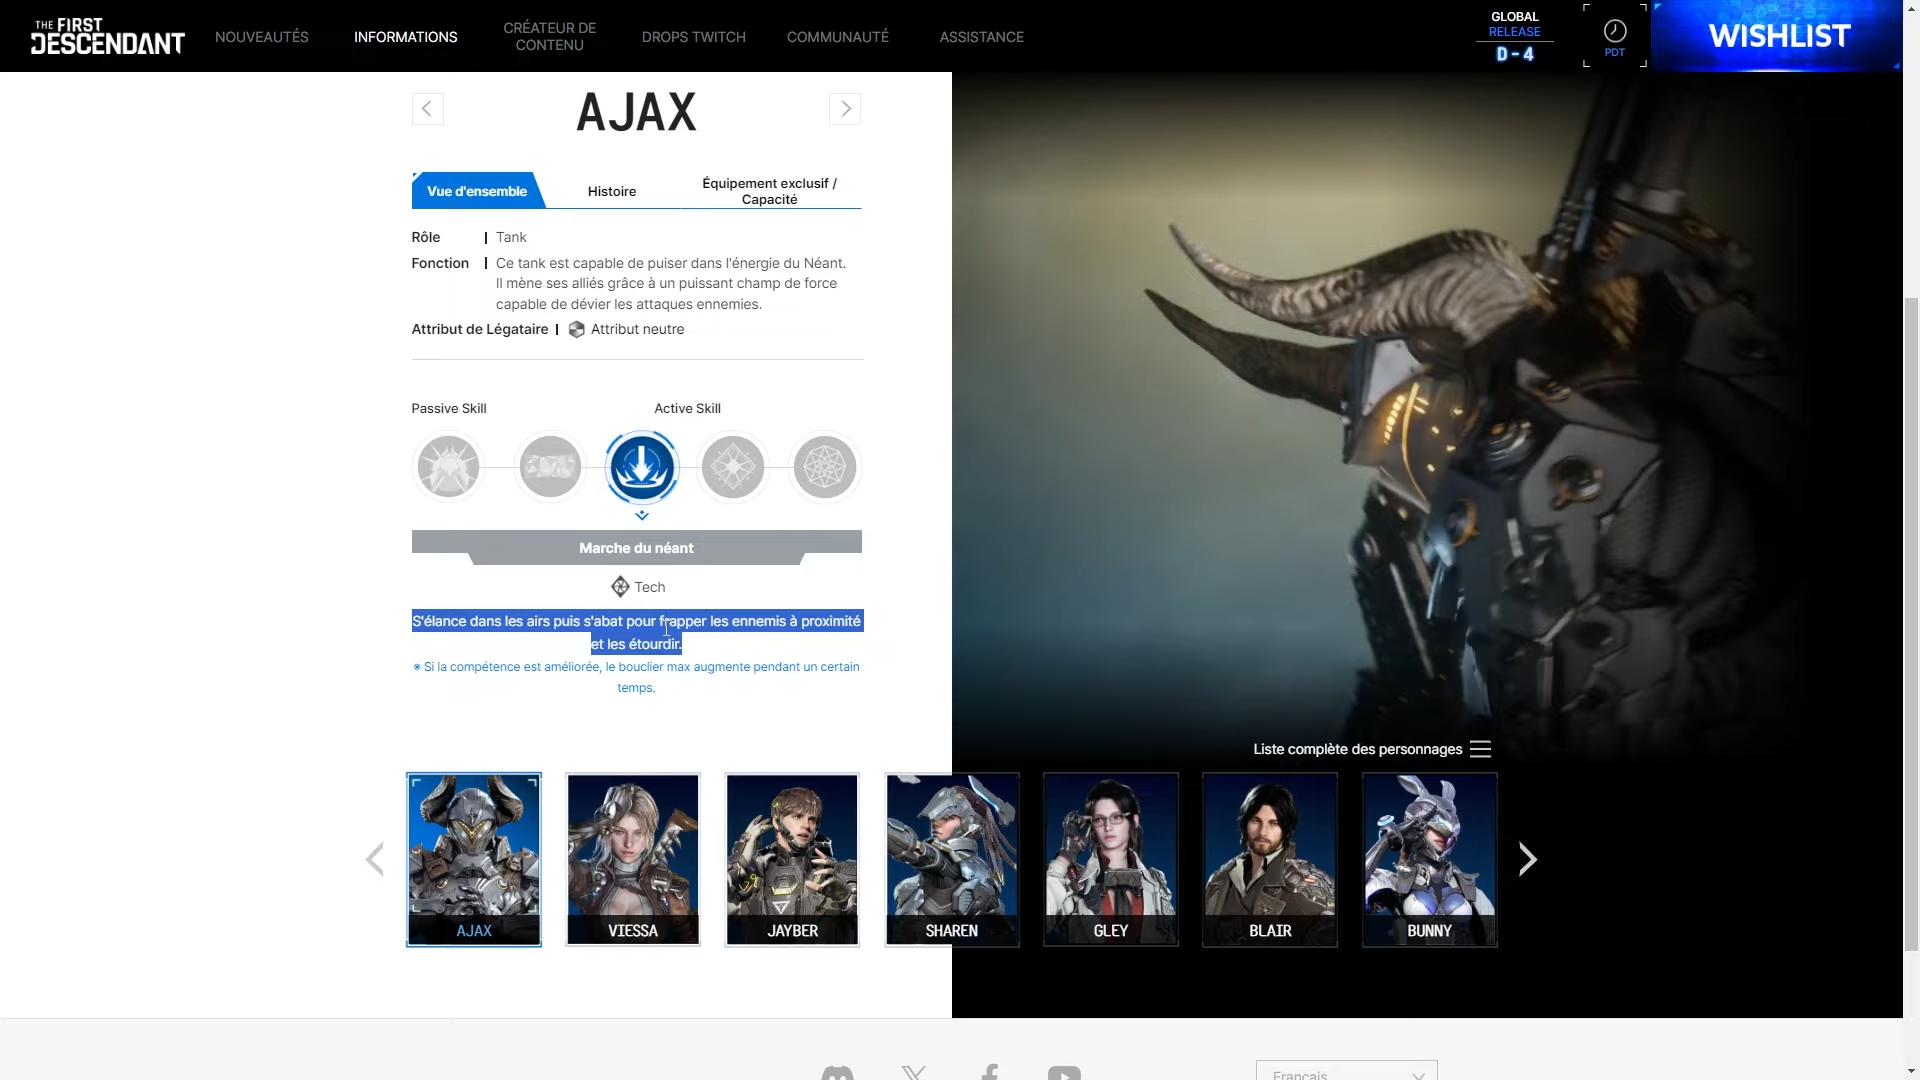 THE FIRST
DESCENDANT
NOUVEAUTÉS
INFORMATIONS
CRÉATEUR DE
CONTENU
DROPS TWITCH
COMMUNAUTÉ
ASSISTANCE
GLOBAL
RELEASE
D - 4
PDT
WISHLIST
AJAX
Vue d'ensemble
Histoire
Équipement exclusif /
Capacité
Rôle
Tank
Fonction
Ce tank est capable de puiser dans l'énergie du Néant.
Il mène ses alliés grâce à un puissant champ de force
capable de dévier les attaques ennemies.
Attribut de Légataire
Attribut neutre
Passive Skill
Active Skill
Marche du néant
Tech
S'élance dans les airs puis s'abat pour frapper les ennemis à proximité
et les étourdir.
※ Si la compétence est améliorée, le bouclier max augmente pendant un certain
temps.
Liste complète des personnages
AJAX
VIESSA
JAYBER
SHAREN
GLEY
BLAIR
BUNNY
Français